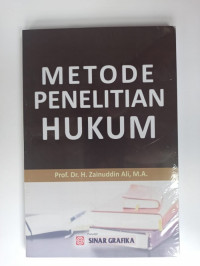 METODE
PENELITIAN
HUKUM
Prof. Dr. H. Zainuddin Ali, M.A.
SINAR GRAFIKA